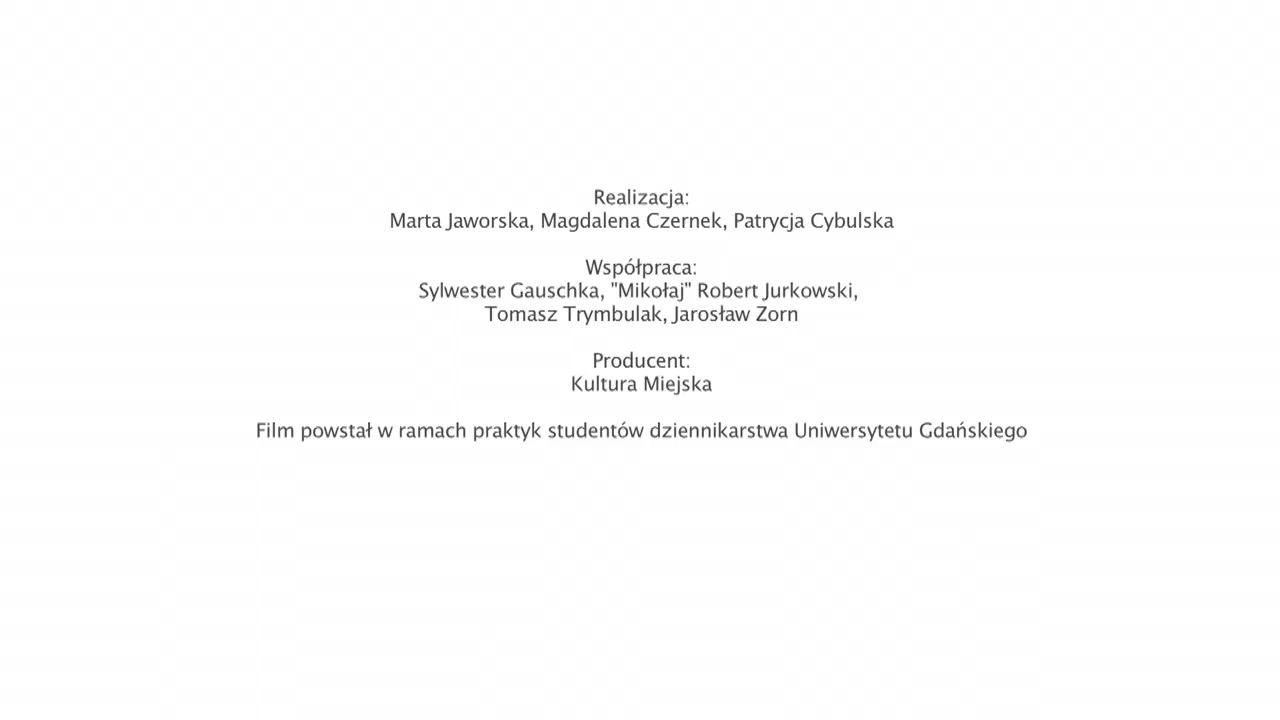 Realizacja:
Marta Jaworska, Magdalena Czernek, Patrycja Cybulska
Współpraca:
Sylwester Gauschka, "Mikołaj" Robert Jurkowski,
Tomasz Trymbulak, Jarosław Zorn
Producent:
Kultura Miejska
Film powstał w ramach praktyk studentów dziennikarstwa Uniwersytetu Gdańskiego